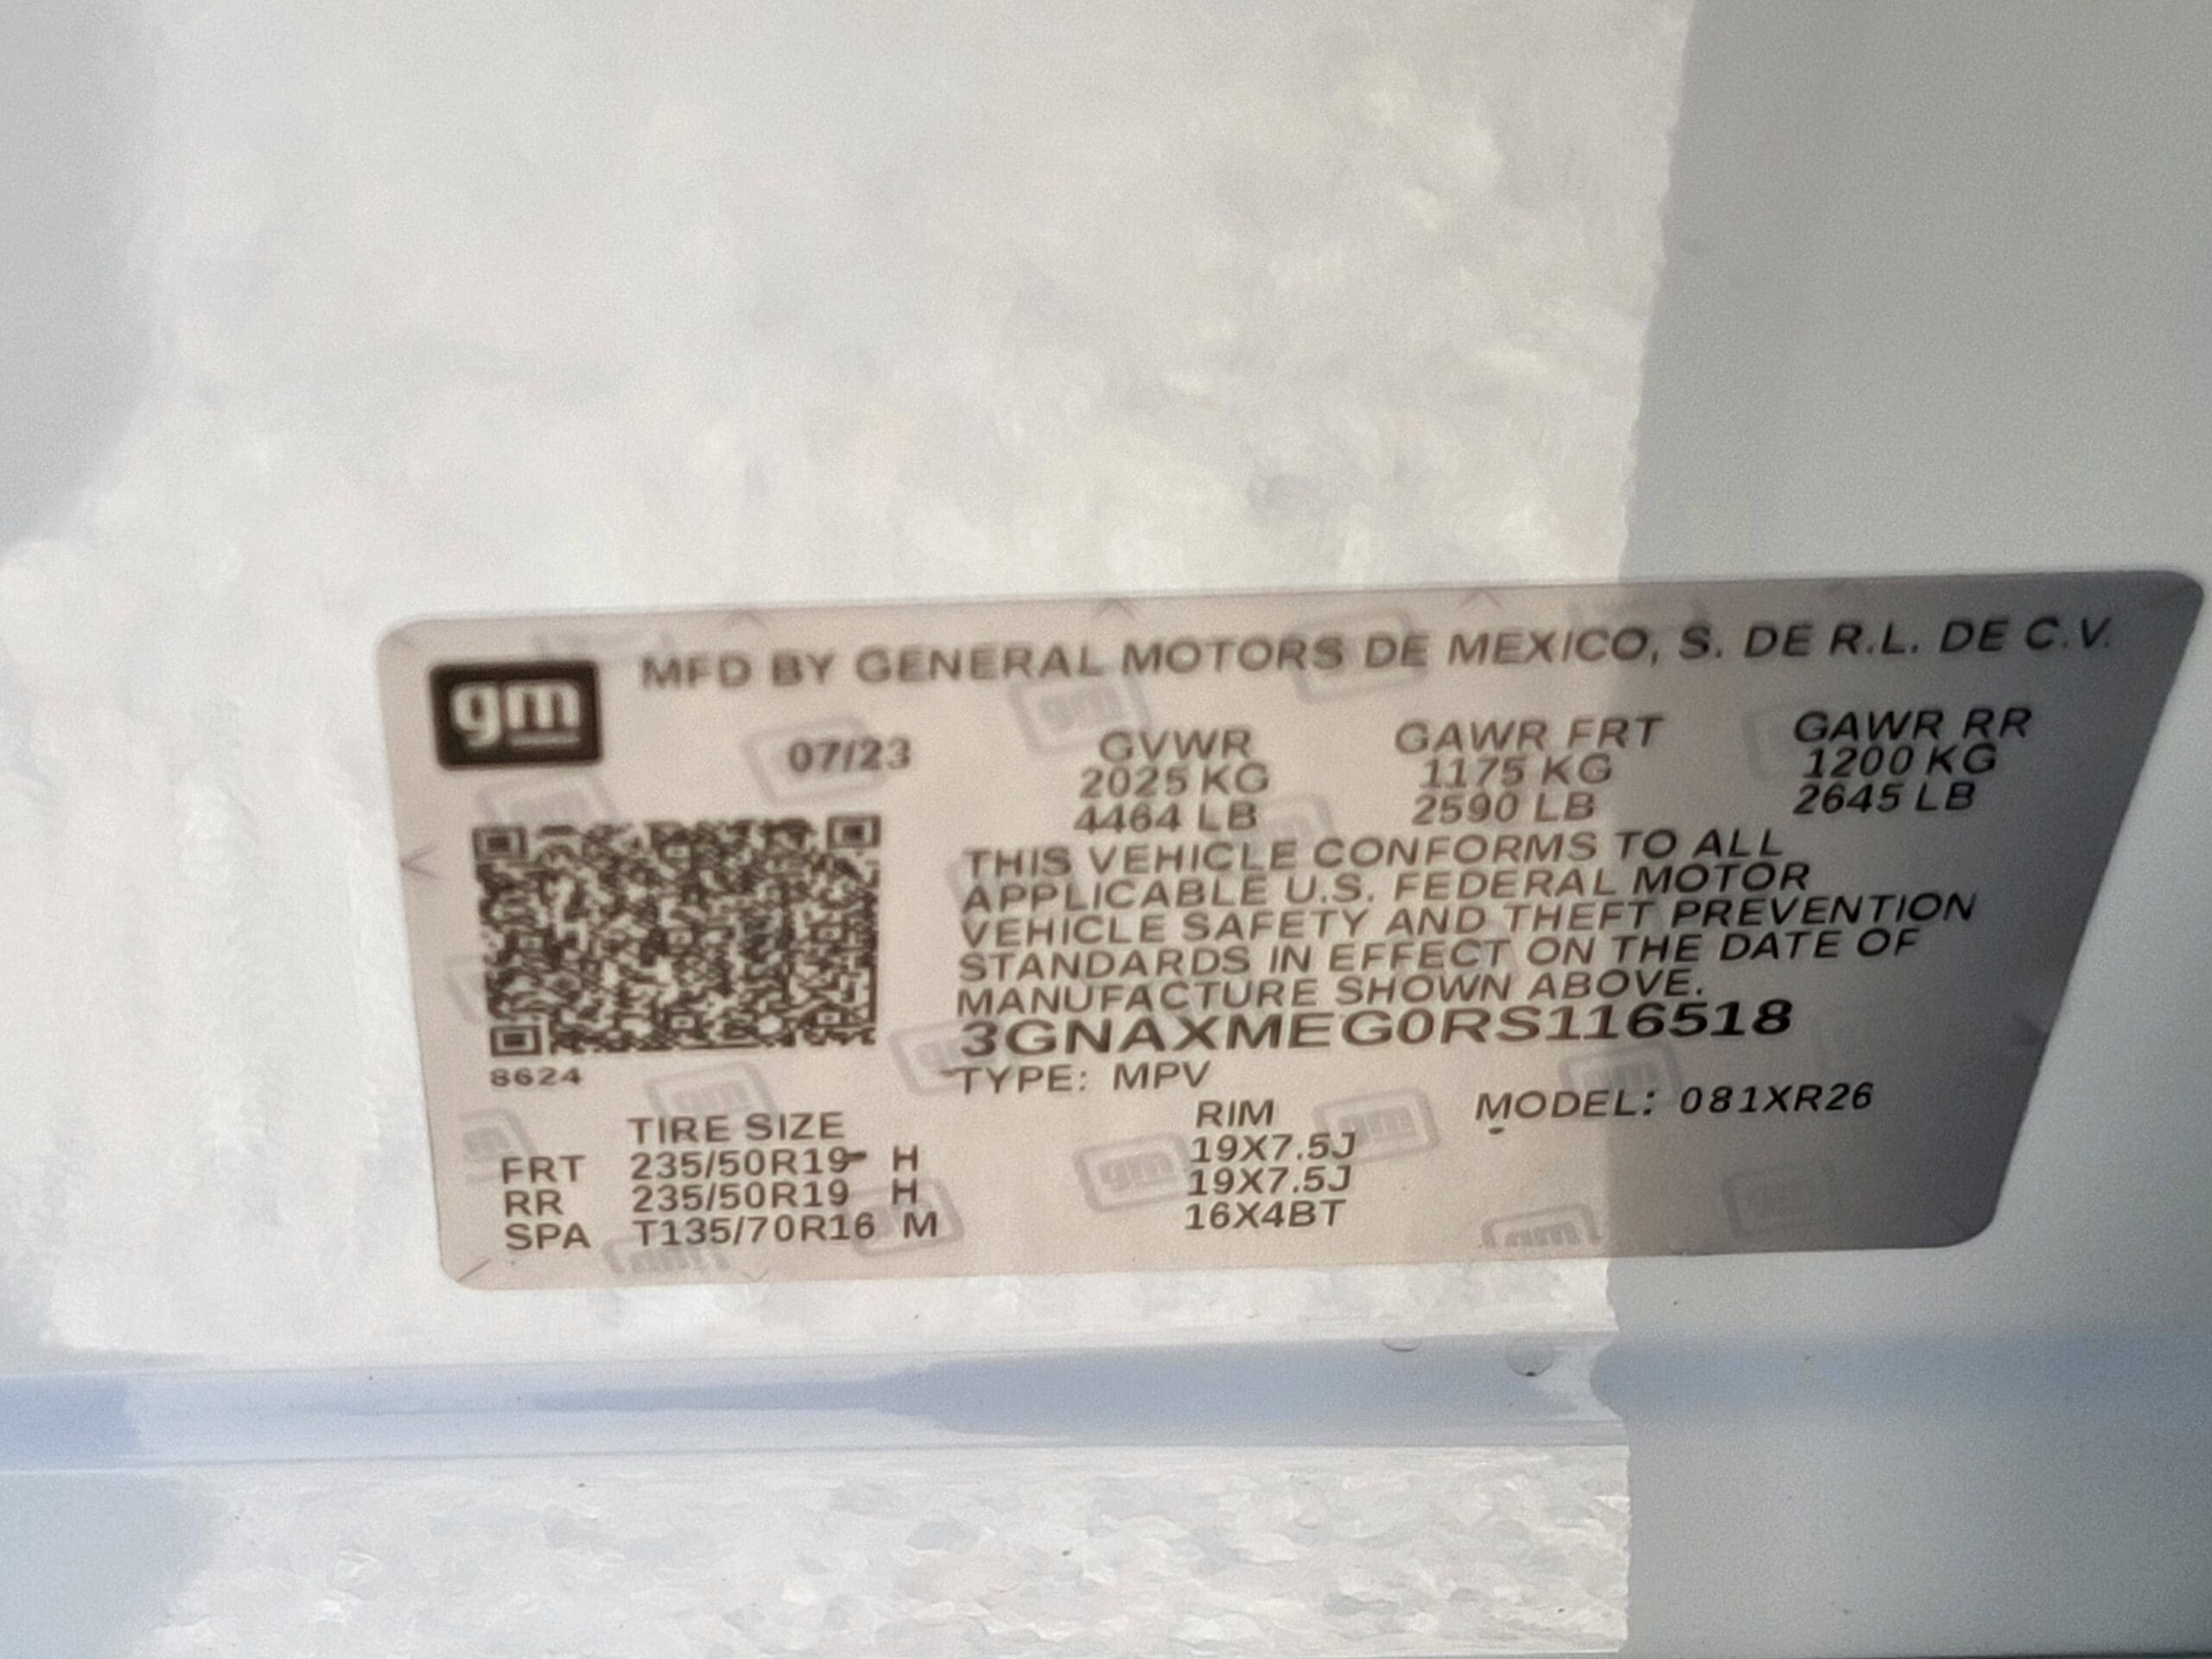 gm MFD BY GENERAL MOTORS DE MEXICO, S. DE R.L. DE C.V.
07/23 GVWR GAWR FRT GAWR RR
2025 KG 1175 KG 1200 KG
4464 LB 2590 LB 2645 LB
THIS VEHICLE CONFORMS TO ALL
APPLICABLE U.S. FEDERAL MOTOR
VEHICLE SAFETY AND THEFT PREVENTION
STANDARDS IN EFFECT ON THE DATE OF
MANUFACTURE SHOWN ABOVE.
3GNAXMEG0RS116518
8624 TYPE: MPV MODEL: 081XR26
TIRE SIZE RIM
FRT 235/50R19 H 19X7.5J
RR 235/50R19 H 19X7.5J
SPA T135/70R16 M 16X4BT